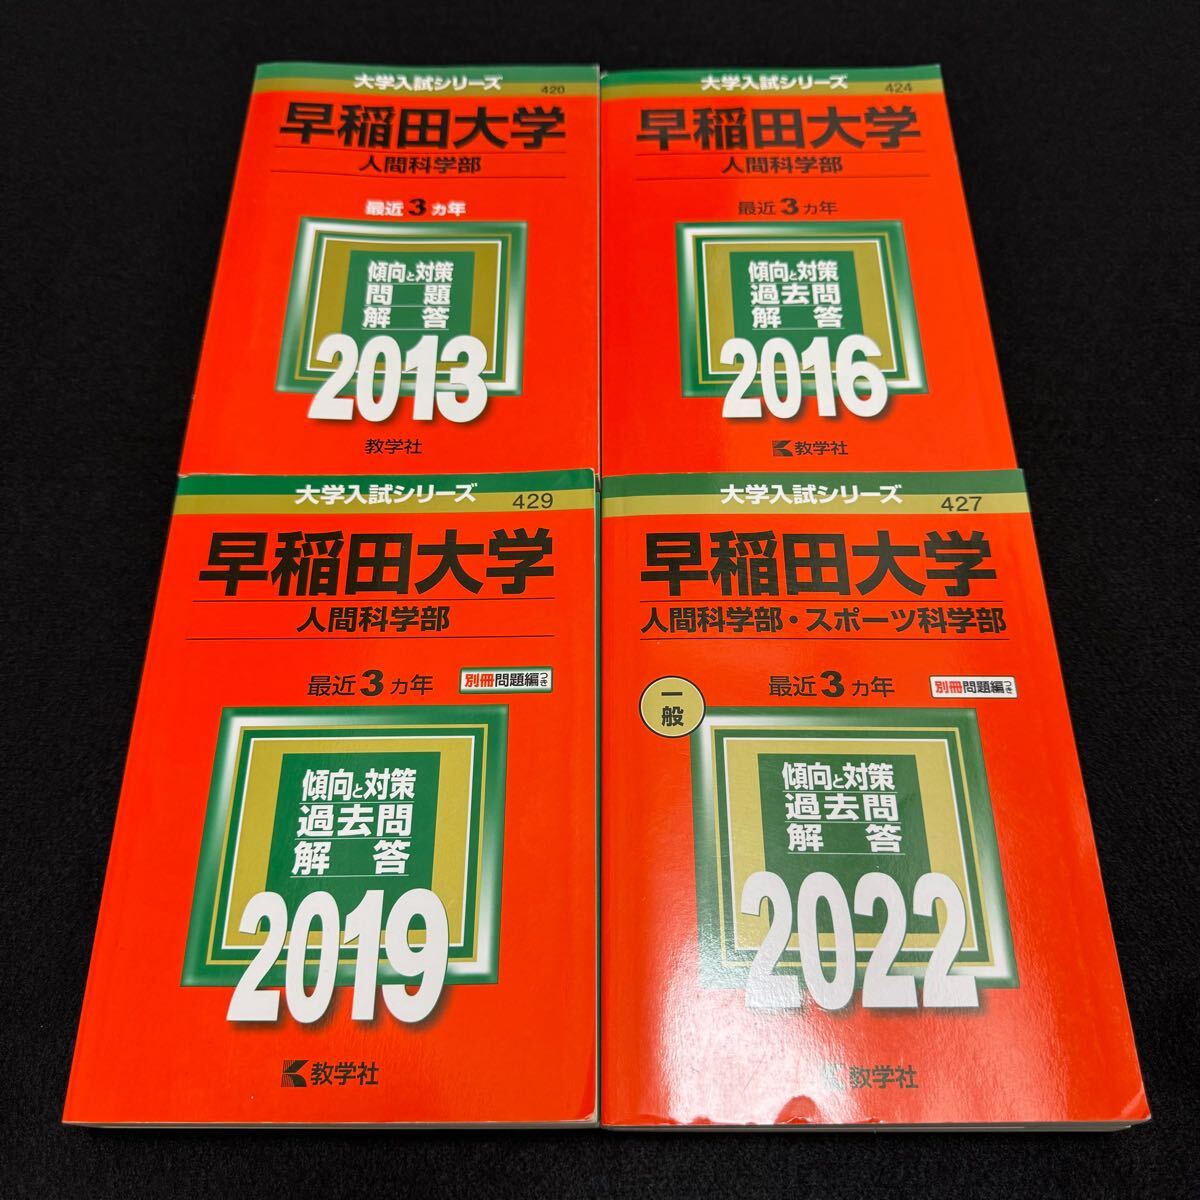 大学入試シリーズ
420
早稲田大学
人間科学部
最近3ヵ年
傾向と対策
問題
解答
2013
教学社
大学入試シリーズ
424
早稲田大学
人間科学部
最近3ヵ年
傾向と対策
過去問
解答
2016
教学社
大学入試シリーズ
429
早稲田大学
人間科学部
最近3ヵ年
別冊問題編つき
傾向と対策
過去問
解答
2019
教学社
大学入試シリーズ
427
早稲田大学
人間科学部・スポーツ科学部
一般
最近3ヵ年
別冊問題編つき
傾向と対策
過去問
解答
2022
教学社